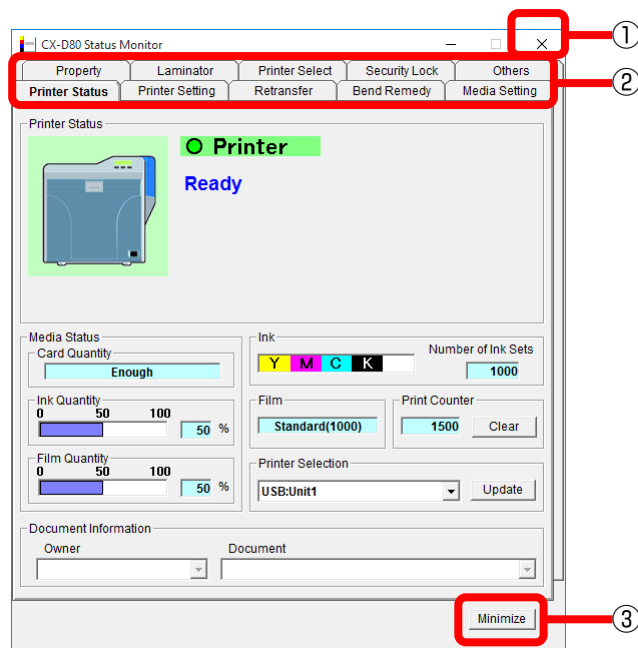 ①
CX-D80 Status Monitor
Property Laminator Printer Select Security Lock Others
②
Printer Status Printer Setting Retransfer Bend Remedy Media Setting
Printer Status
Printer
Ready
Media Status
Card Quantity
Enough
Ink
Y M C K
Number of Ink Sets
1000
Ink Quantity
0 50 100
50 %
Film
Standard(1000)
Print Counter
1500 Clear
Film Quantity
0 50 100
50 %
Printer Selection
USB:Unit1 Update
Document Information
Owner Document
Minimize
③